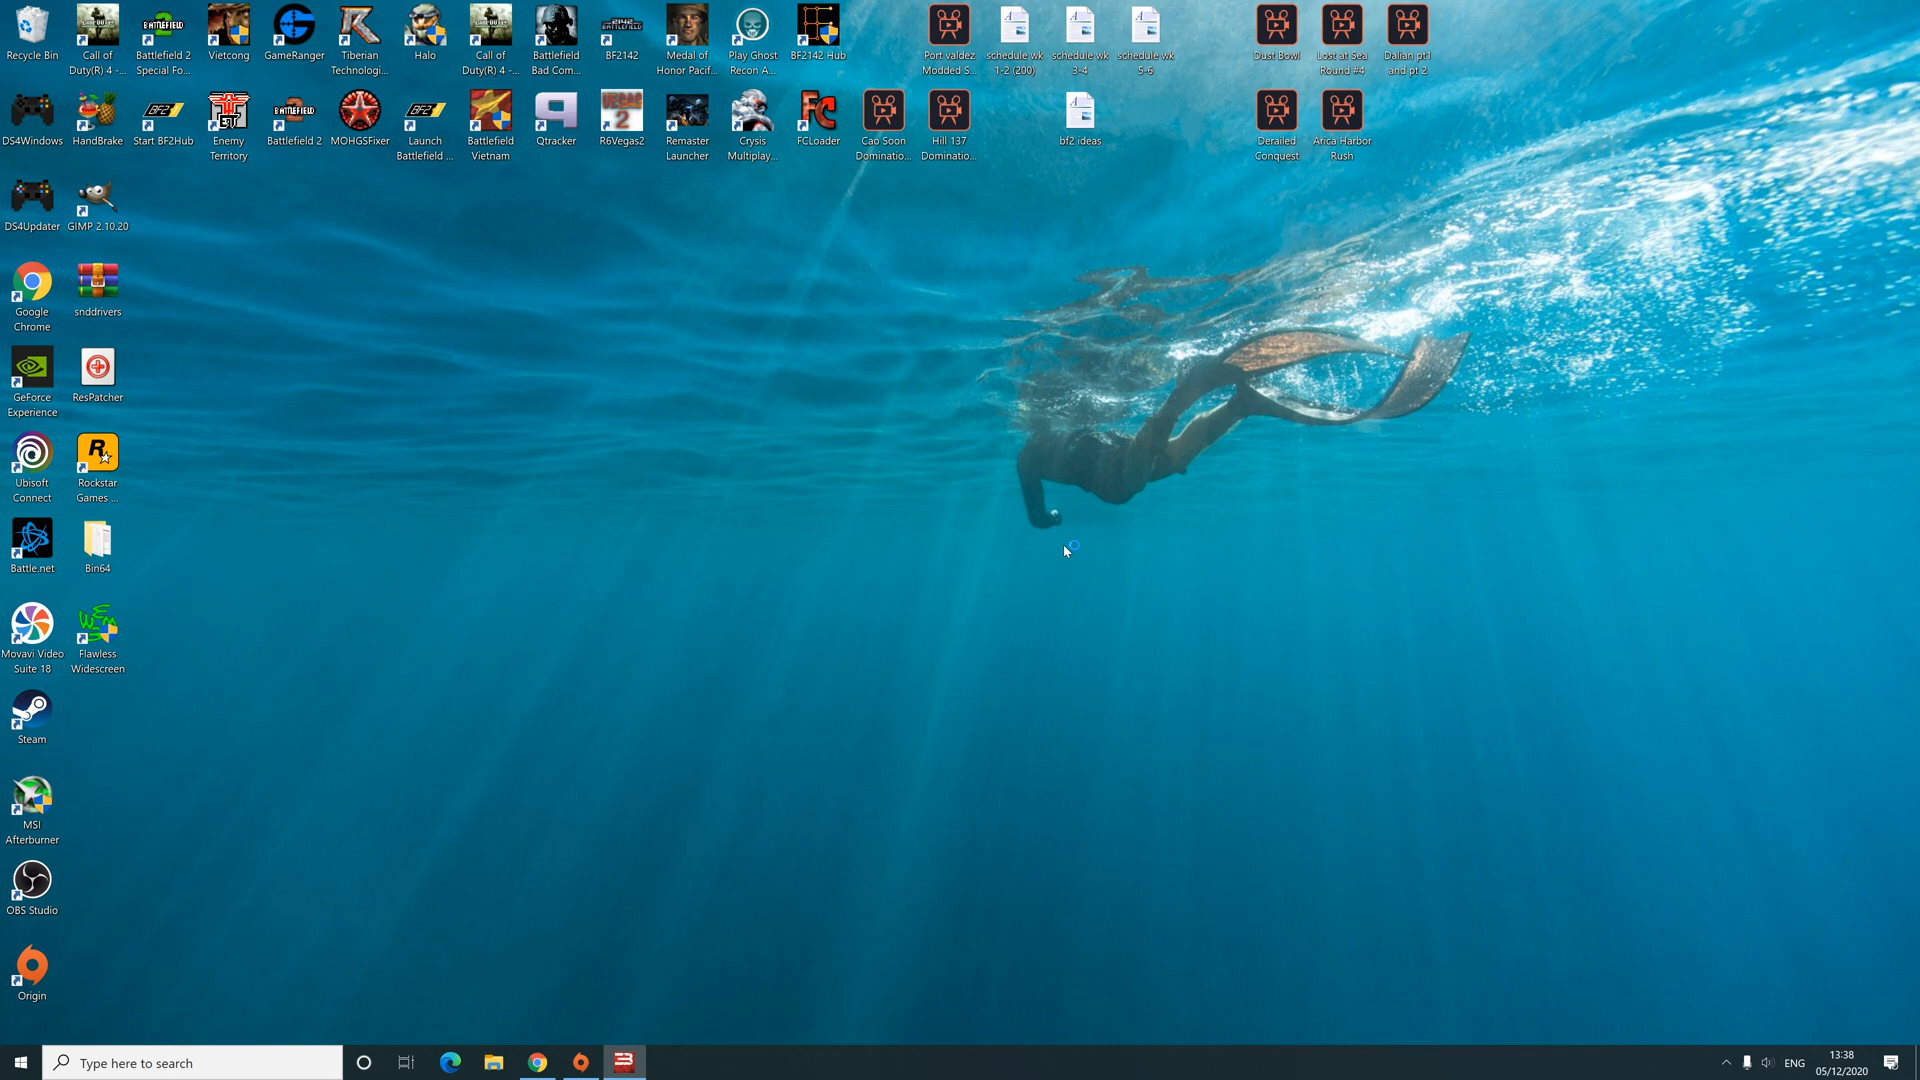 Recycle Bin
Call of
Duty(R) 4 -...
Battlefield 2
Special Fo...
Vietcong
GameRanger
Tiberian
Technologi...
Halo
Call of
Duty(R) 4 -...
Battlefield
Bad Com...
BF2142
Medal of
Honor Pacif...
Play Ghost
Recon A...
BF2142 Hub
Port valdez
Modded S...
schedule wk
1-2 (200)
schedule wk
3-4
schedule wk
5-6
Dust Bowl
Lost at Sea
Round #4
Dalian pt1
and pt 2
DS4Windows
HandBrake
Start BF2Hub
Enemy
Territory
Battlefield 2
MOHGSFixer
Launch
Battlefield ...
Battlefield
Vietnam
Qtracker
R6Vegas2
Remaster
Launcher
Crysis
Multiplay...
FCLoader
Cao Soon
Dominatio...
Hill 137
Dominatio...
bf2 ideas
Derailed
Conquest
Arica Harbor
Rush
DS4Updater
GIMP 2.10.20
Google
Chrome
snddrivers
GeForce
Experience
ResPatcher
Ubisoft
Connect
Rockstar
Games ...
Battle.net
Bin64
Movavi Video
Suite 18
Flawless
Widescreen
Steam
MSI
Afterburner
OBS Studio
Origin
Type here to search
ENG
13:38
05/12/2020